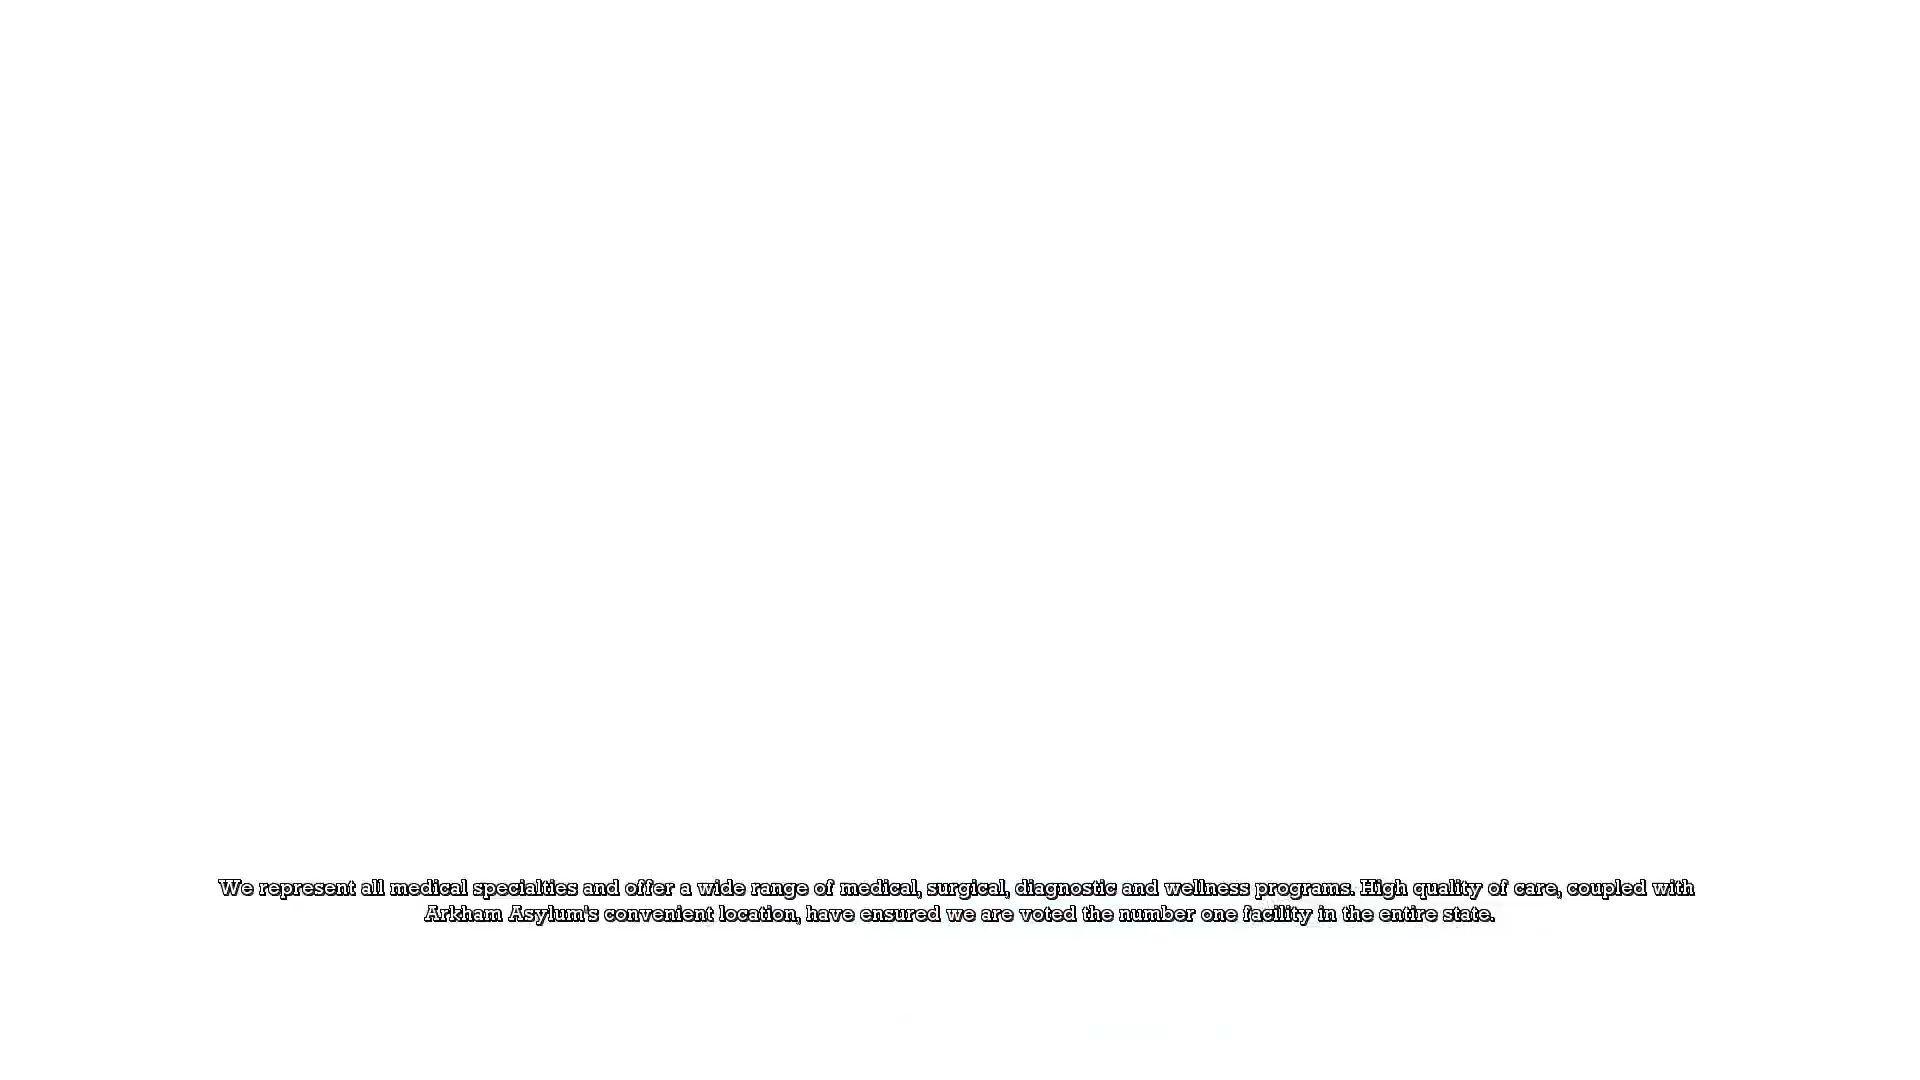 We represent all medical specialties and offer a wide range of medical, surgical, diagnostic and wellness programs. High quality of care, coupled with
Arkham Asylum's convenient location, have ensured we are voted the number one facility in the entire state.